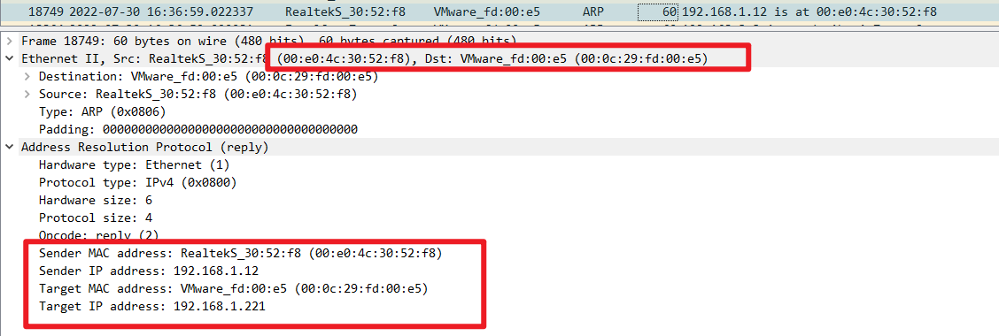 18749 2022-07-30 16:36:59.022337 RealtekS_30:52:f8 VMware_fd:00:e5 ARP 60 192.168.1.12 is at 00:e0:4c:30:52:f8
Frame 18749: 60 bytes on wire (480 bits), 60 bytes captured (480 bits)
Ethernet II, Src: RealtekS_30:52:f8 (00:e0:4c:30:52:f8), Dst: VMware_fd:00:e5 (00:0c:29:fd:00:e5)
Destination: VMware_fd:00:e5 (00:0c:29:fd:00:e5)
Source: RealtekS_30:52:f8 (00:e0:4c:30:52:f8)
Type: ARP (0x0806)
Padding: 000000000000000000000000000000000000
Address Resolution Protocol (reply)
Hardware type: Ethernet (1)
Protocol type: IPv4 (0x0800)
Hardware size: 6
Protocol size: 4
Opcode: reply (2)
Sender MAC address: RealtekS_30:52:f8 (00:e0:4c:30:52:f8)
Sender IP address: 192.168.1.12
Target MAC address: VMware_fd:00:e5 (00:0c:29:fd:00:e5)
Target IP address: 192.168.1.221